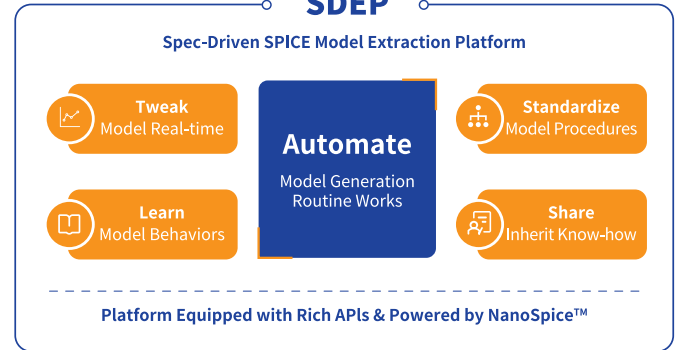 SDEP
Spec-Driven SPICE Model Extraction Platform
Tweak
Model Real-time
Automate
Model Generation
Routine Works
Standardize
Model Procedures
Learn
Model Behaviors
Share
Inherit Know-how
Platform Equipped with Rich APIs & Powered by NanoSpice™